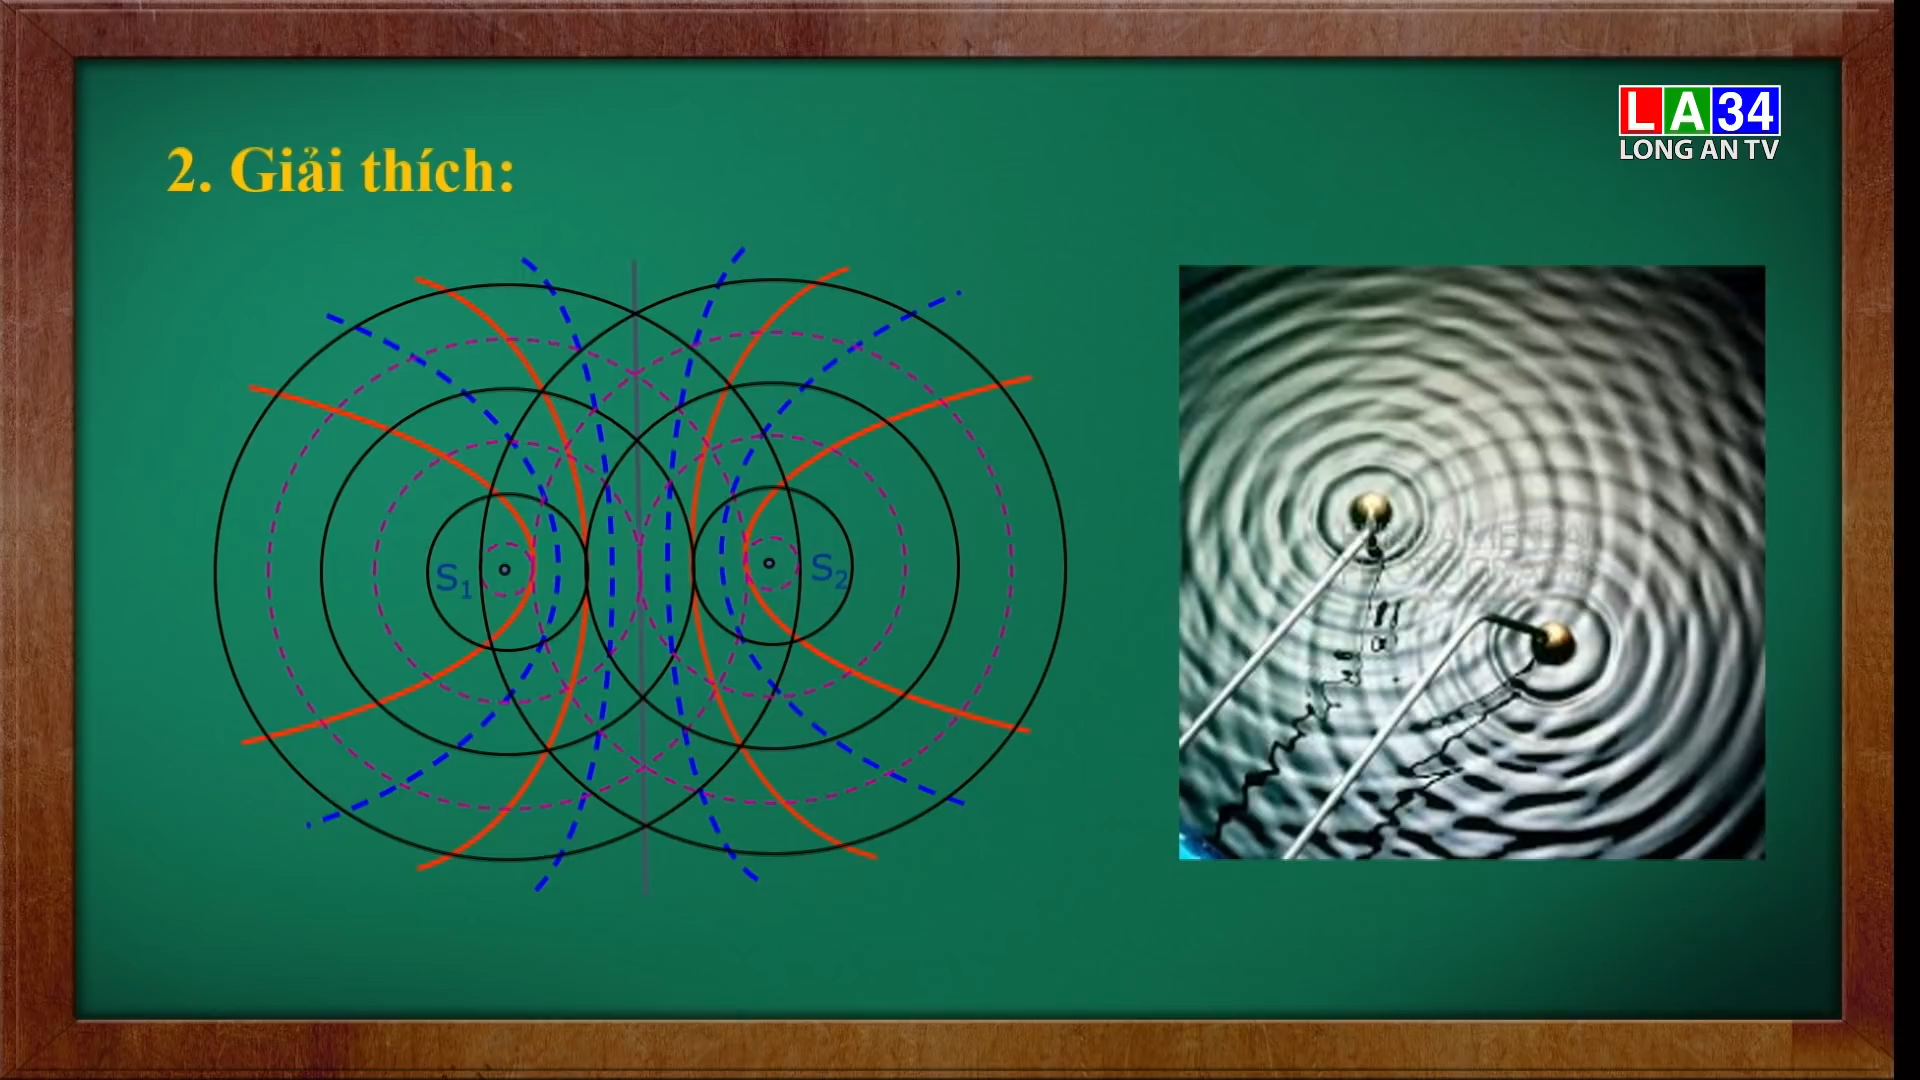 2. Giải thích:
LA34
LONG AN TV
S₁
S₂